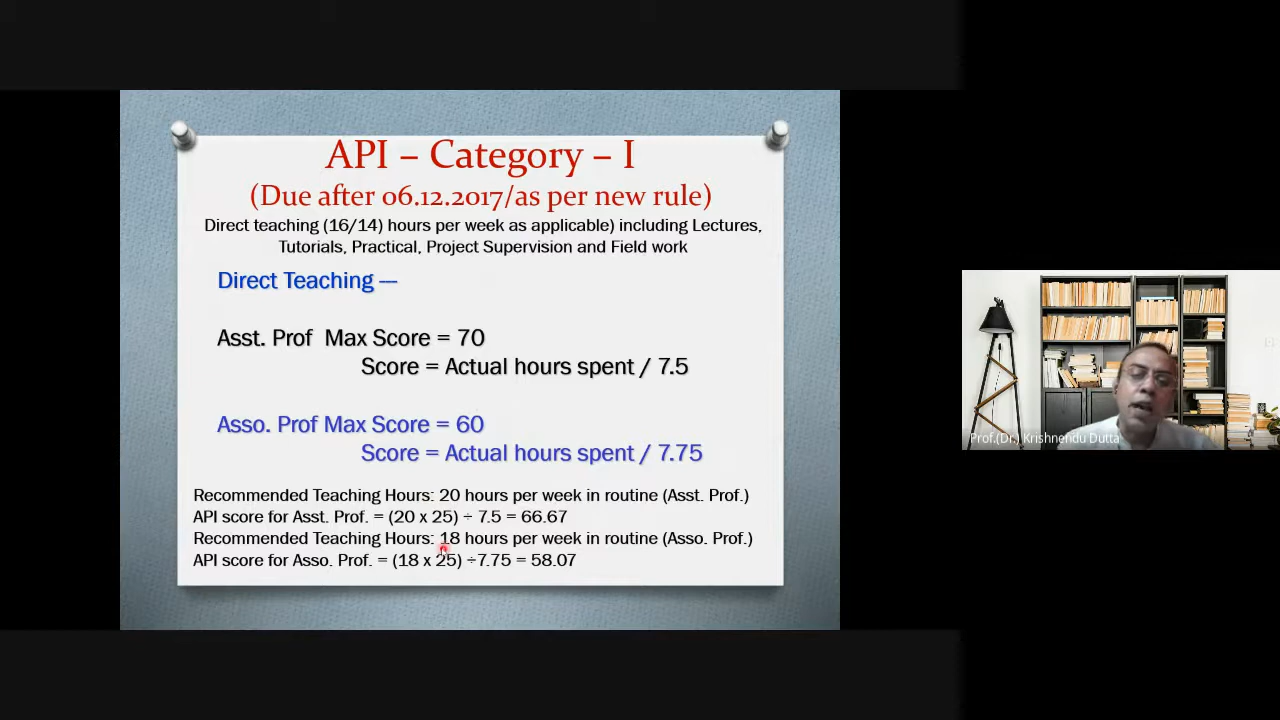 API – Category – I
(Due after 06.12.2017/as per new rule)
Direct teaching (16/14) hours per week as applicable) including Lectures,
Tutorials, Practical, Project Supervision and Field work
Direct Teaching ---
Asst. Prof Max Score = 70
Score = Actual hours spent / 7.5
Asso. Prof Max Score = 60
Score = Actual hours spent / 7.75
Recommended Teaching Hours: 20 hours per week in routine (Asst. Prof.)
API score for Asst. Prof. = (20 x 25) ÷ 7.5 = 66.67
Recommended Teaching Hours: 18 hours per week in routine (Asso. Prof.)
API score for Asso. Prof. = (18 x 25) ÷7.75 = 58.07
Prof.(Dr.) Krishnendu Dutta